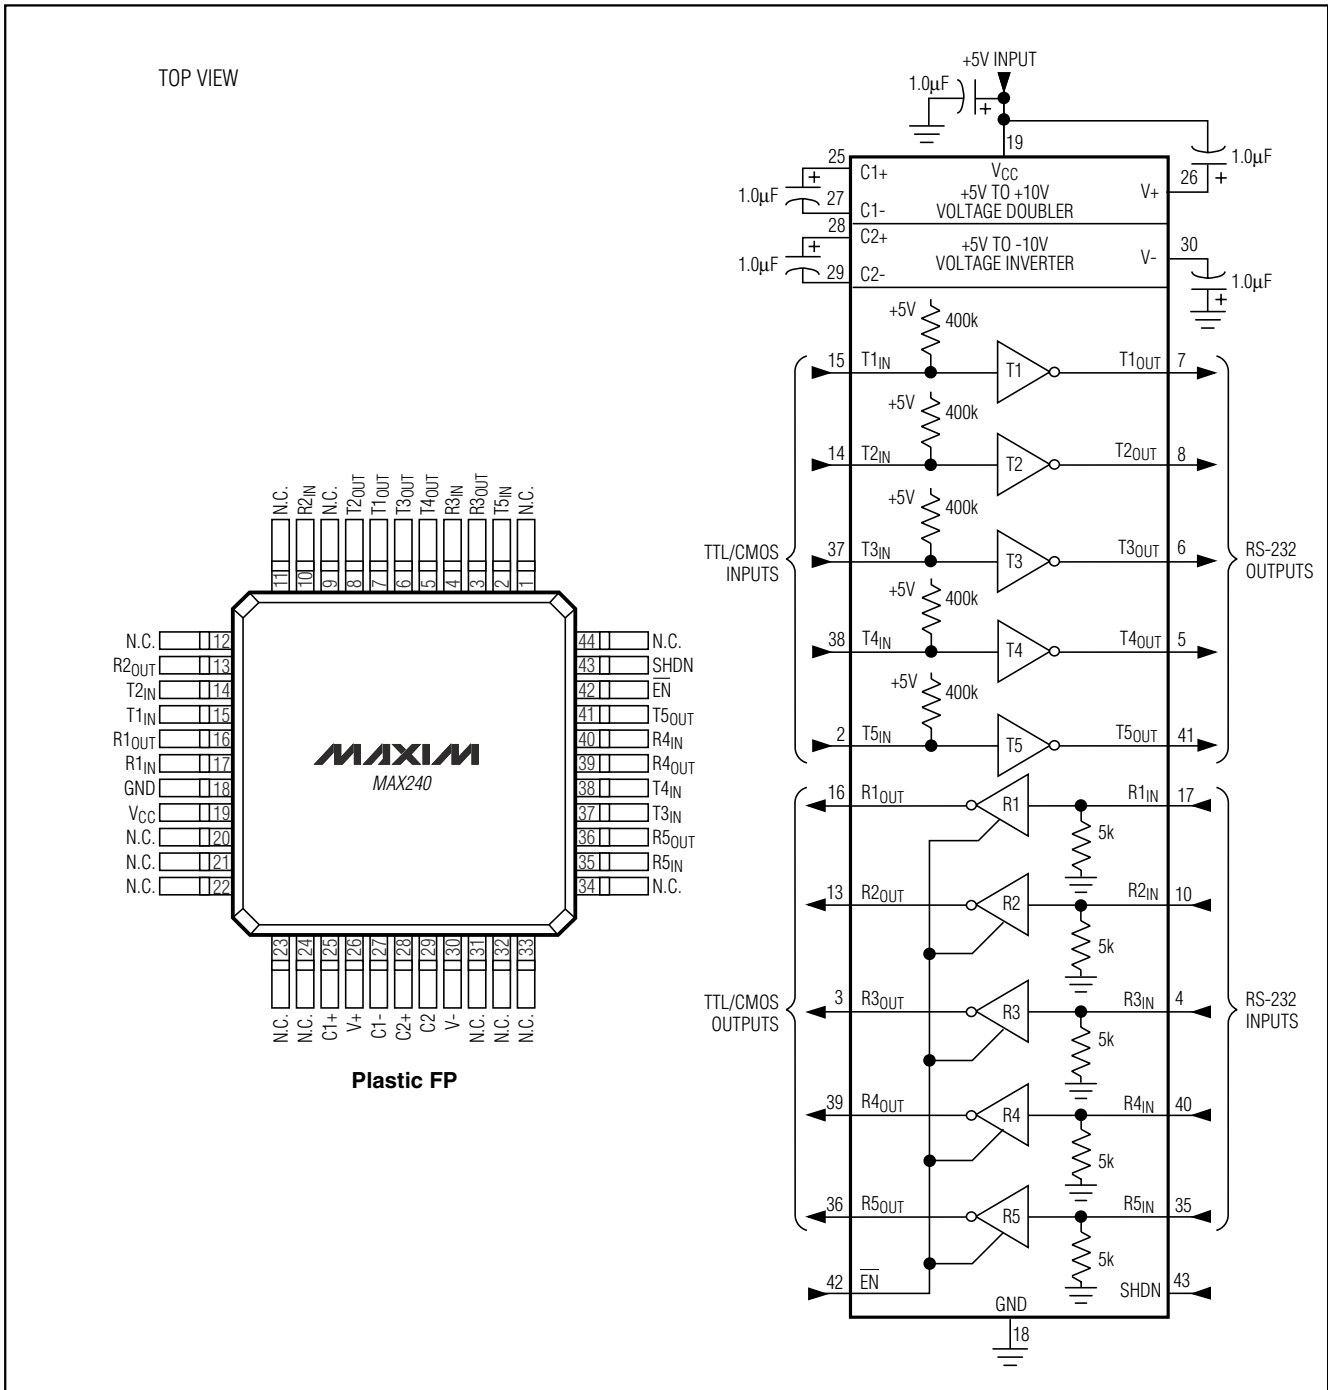 TOP VIEW
N.C.
R2IN
N.C.
T2OUT
T1OUT
T3OUT
T4OUT
R3IN
R3OUT
T5IN
N.C.
11
10
9
8
7
6
5
4
3
2
1
N.C. 12
R2OUT 13
T2IN 14
T1IN 15
R1OUT 16
R1IN 17
GND 18
VCC 19
N.C. 20
N.C. 21
N.C. 22
MAXIM
MAX240
44 N.C.
43 SHDN
42 EN
41 T5OUT
40 R4IN
39 R4OUT
38 T4IN
37 T3IN
36 R5OUT
35 R5IN
34 N.C.
23
24
25
26
27
28
29
30
31
32
33
N.C.
N.C.
C1+
V+
C1-
C2+
C2
V-
N.C.
N.C.
N.C.
Plastic FP
+5V INPUT
1.0µF
+
19
25
C1+
VCC
+5V TO +10V
VOLTAGE DOUBLER
V+
26
1.0µF
+
1.0µF
+
27
C1-
28
C2+
+5V TO -10V
VOLTAGE INVERTER
V-
30
1.0µF
+
1.0µF
+
29
C2-
+5V
400k
15 T1IN T1 T1OUT 7
+5V
400k
14 T2IN T2 T2OUT 8
+5V
400k
TTL/CMOS
INPUTS
37 T3IN T3 T3OUT 6
RS-232
OUTPUTS
+5V
400k
38 T4IN T4 T4OUT 5
+5V
400k
2 T5IN T5 T5OUT 41
16 R1OUT R1 R1IN 17
5k
13 R2OUT R2 R2IN 10
5k
TTL/CMOS
OUTPUTS
3 R3OUT R3 R3IN 4
RS-232
INPUTS
5k
39 R4OUT R4 R4IN 40
5k
36 R5OUT R5 R5IN 35
5k
42 EN
SHDN 43
GND
18